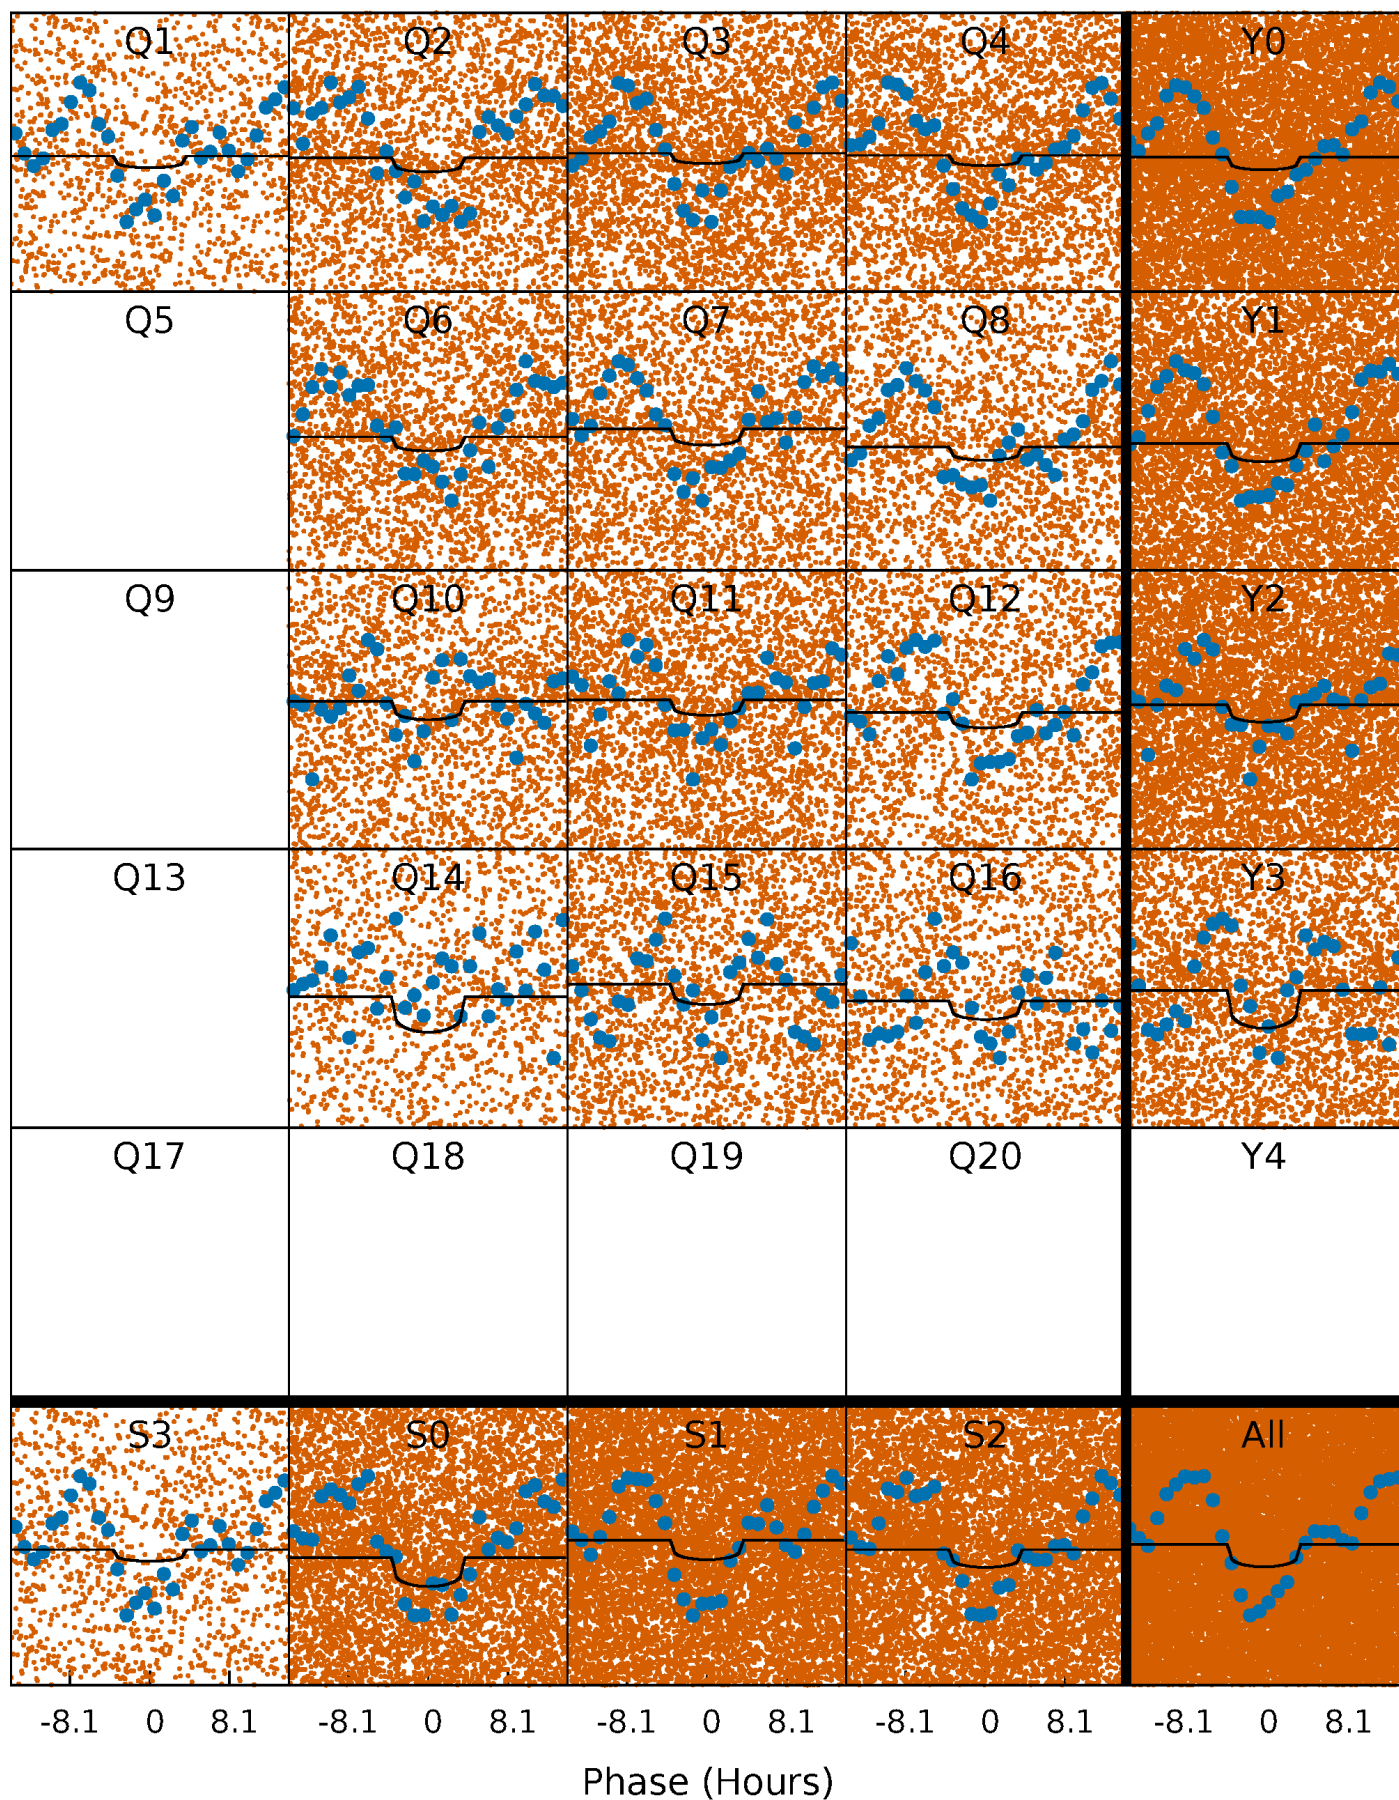 Q1 Q2 Q3 Q4 Y0
Q5 Q6 Q7 Q8 Y1
Q9 Q10 Q11 Q12 Y2
Q13 Q14 Q15 Q16 Y3
Q17 Q18 Q19 Q20 Y4
S3 S0 S1 S2 All
-8.1 0 8.1 -8.1 0 8.1 -8.1 0 8.1 -8.1 0 8.1 -8.1 0 8.1
Phase (Hours)